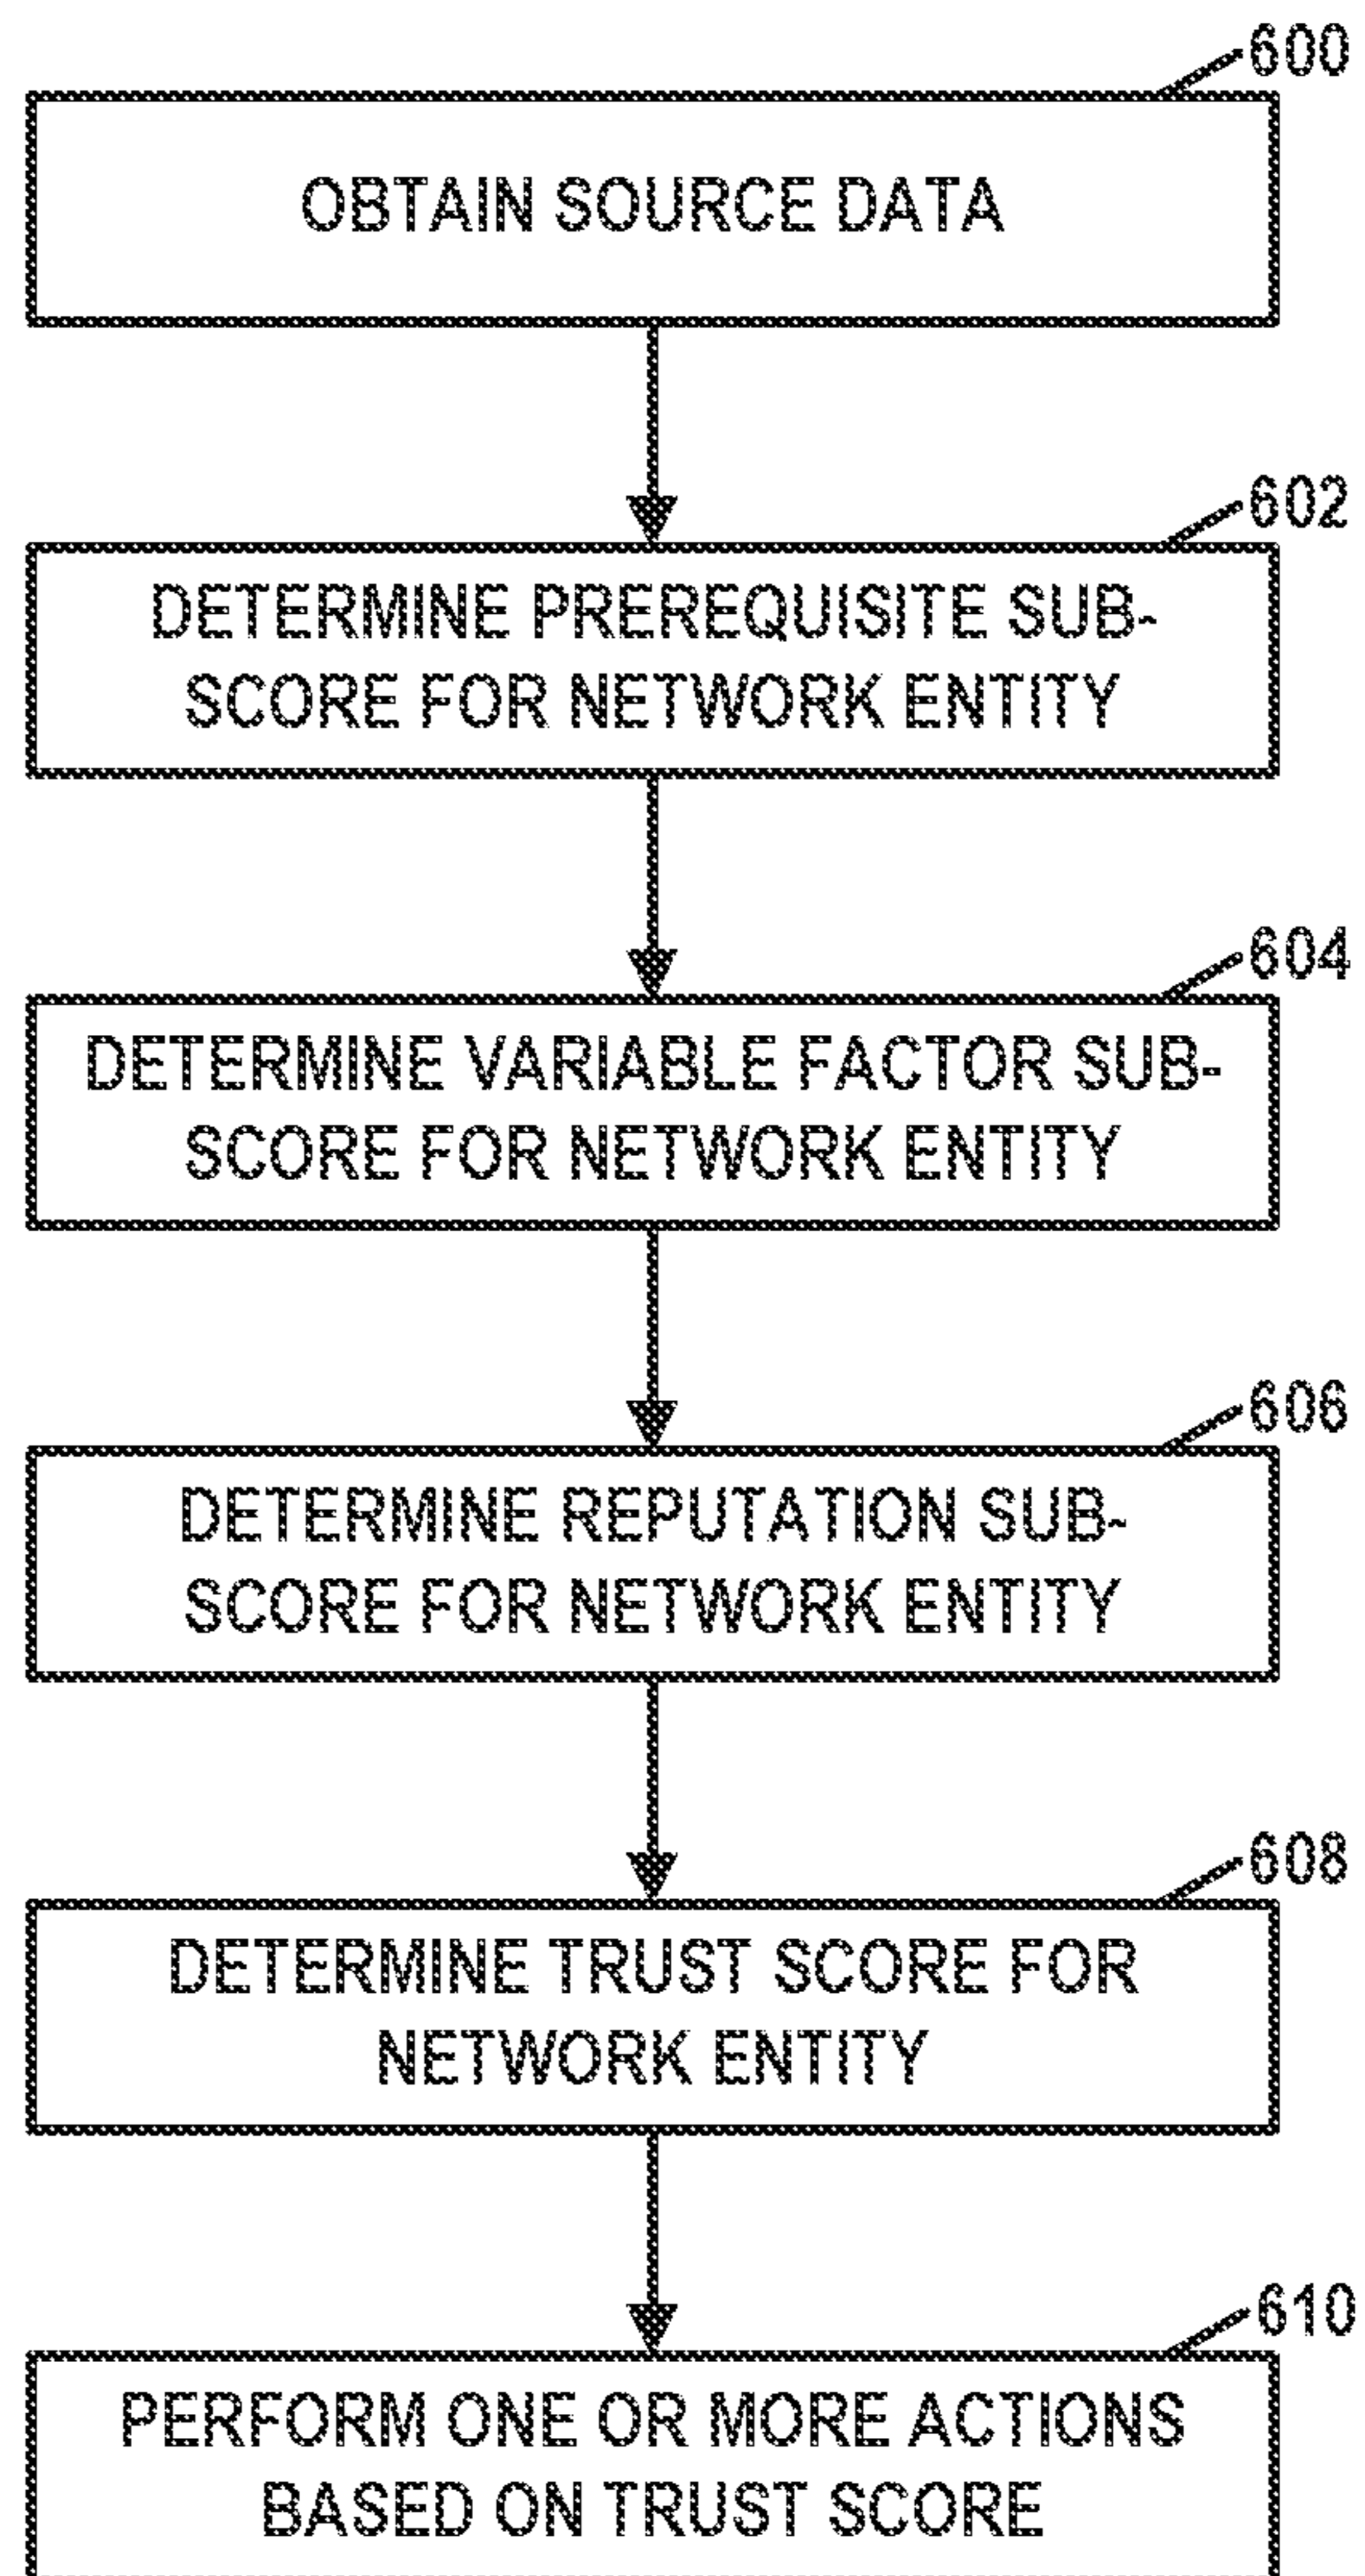 600
OBTAIN SOURCE DATA
602
DETERMINE PREREQUISITE SUB-
SCORE FOR NETWORK ENTITY
604
DETERMINE VARIABLE FACTOR SUB-
SCORE FOR NETWORK ENTITY
606
DETERMINE REPUTATION SUB-
SCORE FOR NETWORK ENTITY
608
DETERMINE TRUST SCORE FOR
NETWORK ENTITY
610
PERFORM ONE OR MORE ACTIONS
BASED ON TRUST SCORE